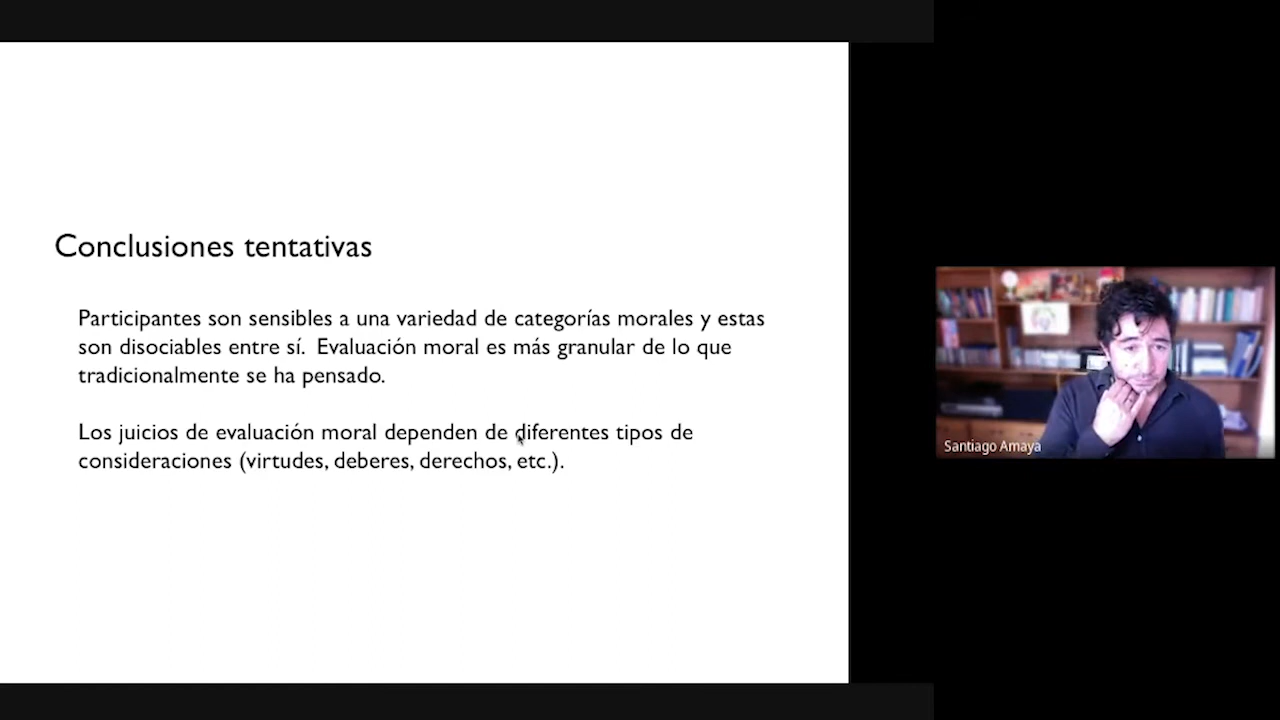 Conclusiones tentativas
Participantes son sensibles a una variedad de categorías morales y estas
son disociables entre sí. Evaluación moral es más granular de lo que
tradicionalmente se ha pensado.
Los juicios de evaluación moral dependen de diferentes tipos de
consideraciones (virtudes, deberes, derechos, etc.).
Santiago Amaya